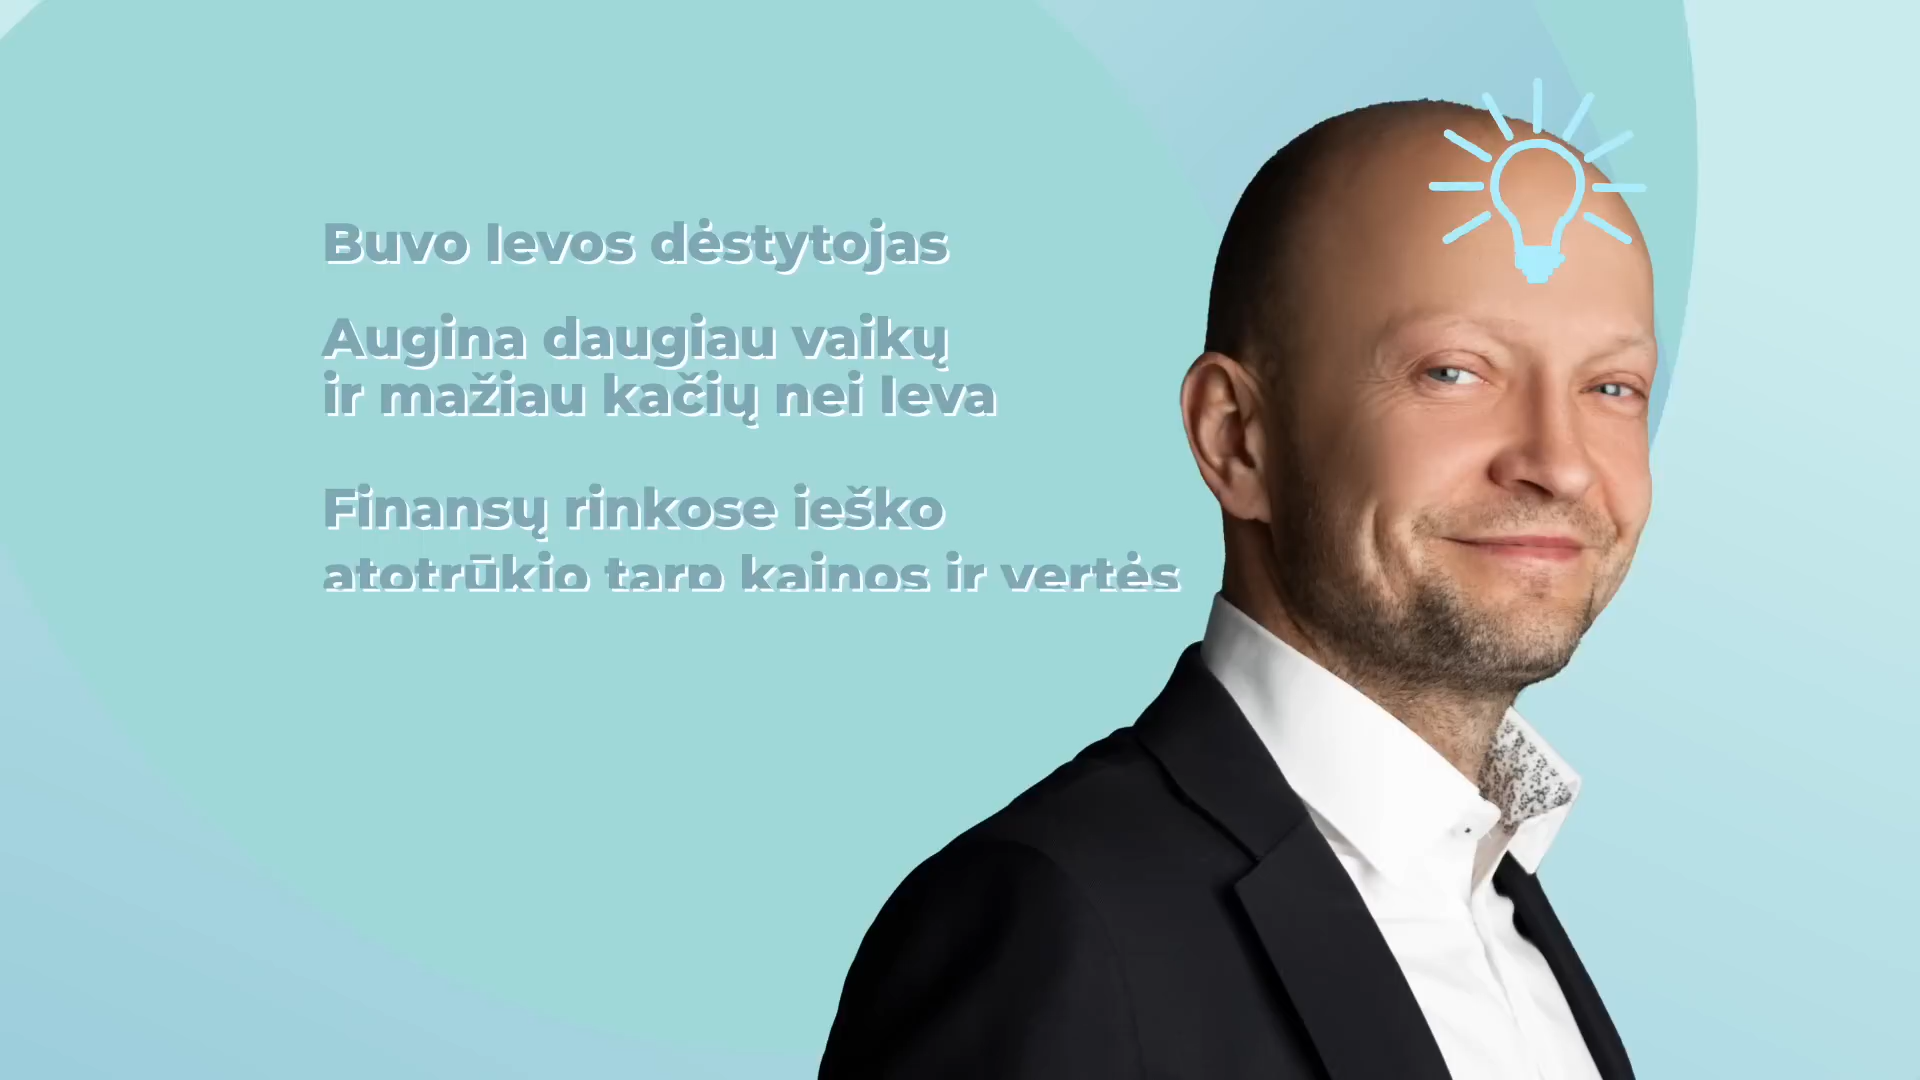 Buvo Ievos dėstytojas
Augina daugiau vaikų
ir mažiau kačių nei Ieva
Finansų rinkose ieško
atotrūkio tarp kainos ir vertės